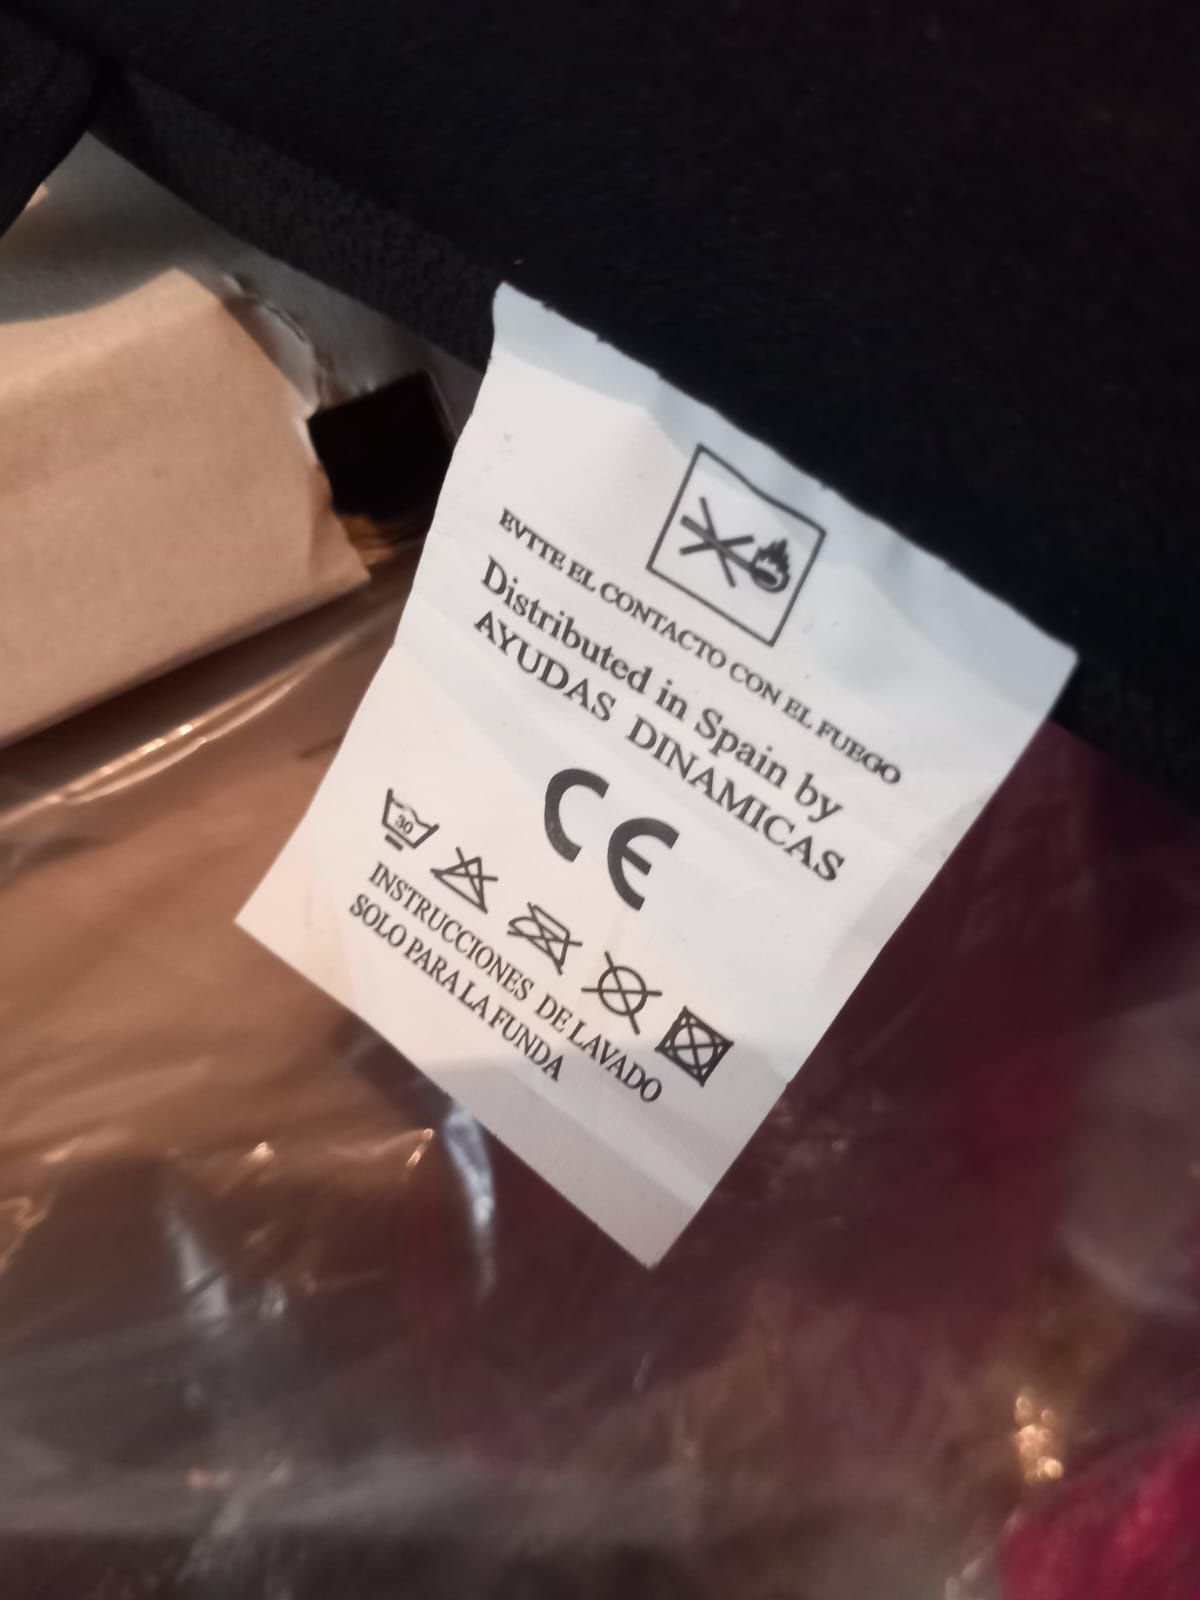 EVITE EL CONTACTO CON EL FUEGO
Distributed in Spain by
AYUDAS DINAMICAS
CE
30
INSTRUCCIONES DE LAVADO
SOLO PARA LA FUNDA